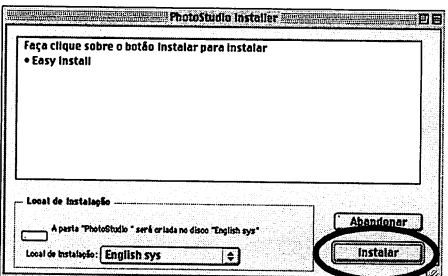 PhotoStudio Installer
Faça clique sobre o botão Instalar para instalar
• Easy Install
Local de Instalação
A pasta "PhotoStudio " será criada no disco "English sys"
Local de Instalação: English sys
Abandonar
Instalar